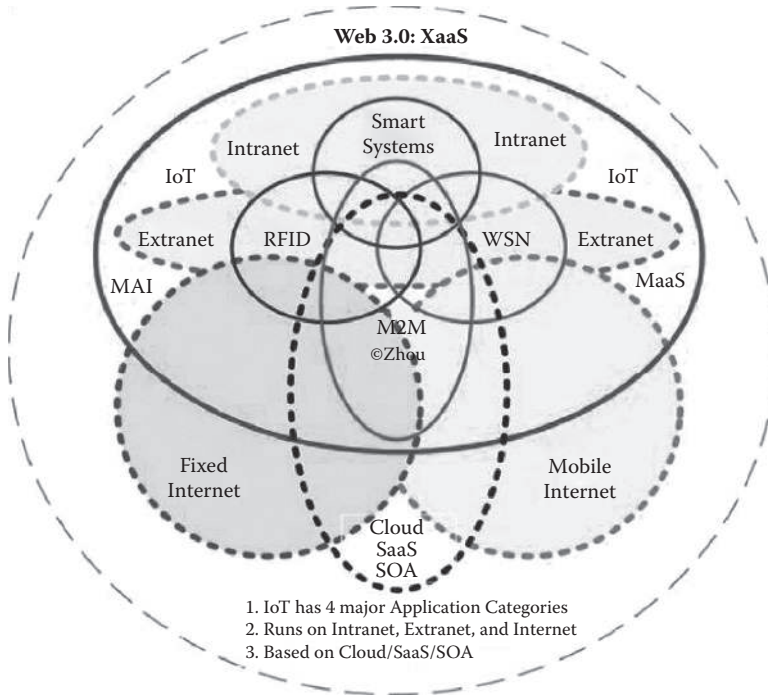 Web 3.0: XaaS
Smart
Systems
Intranet
Intranet
IoT
IoT
Extranet
RFID
WSN
Extranet
MAI
MaaS
M2M
©Zhou
Fixed
Internet
Mobile
Internet
Cloud
SaaS
SOA
1. IoT has 4 major Application Categories
2. Runs on Intranet, Extranet, and Internet
3. Based on Cloud/SaaS/SOA